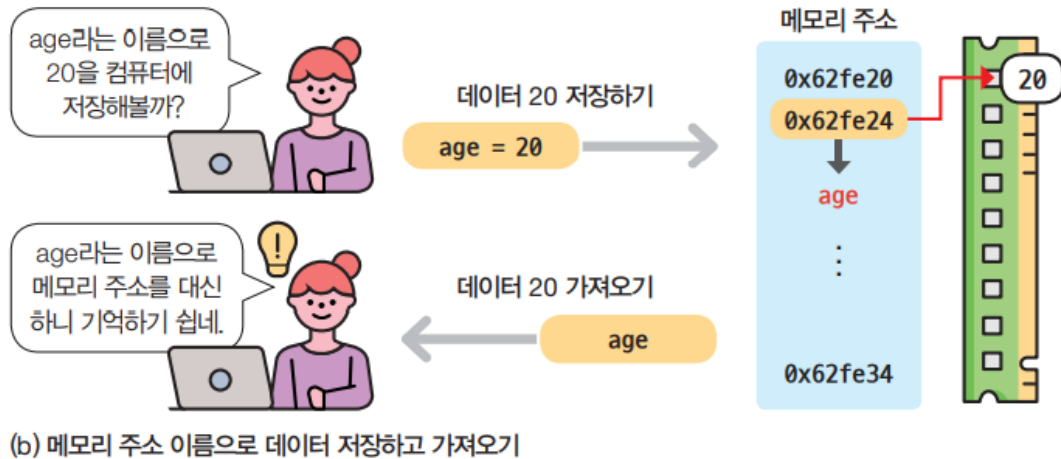 age라는 이름으로
20을 컴퓨터에
저장해볼까?
데이터 20 저장하기
age = 20
메모리 주소
0x62fe20
0x62fe24
age
⋮
0x62fe34
20
age라는 이름으로
메모리 주소를 대신
하니 기억하기 쉽네.
!
데이터 20 가져오기
age
(b) 메모리 주소 이름으로 데이터 저장하고 가져오기